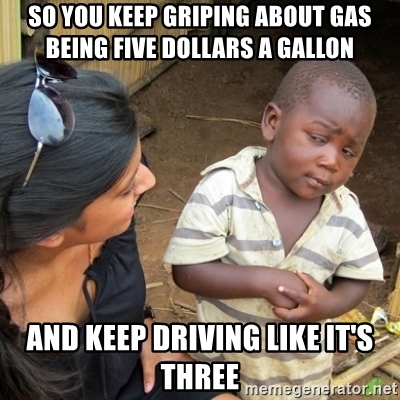 SO YOU KEEP GRIPING ABOUT GAS
BEING FIVE DOLLARS A GALLON
AND KEEP DRIVING LIKE IT'S
THREE
memegenerator.net